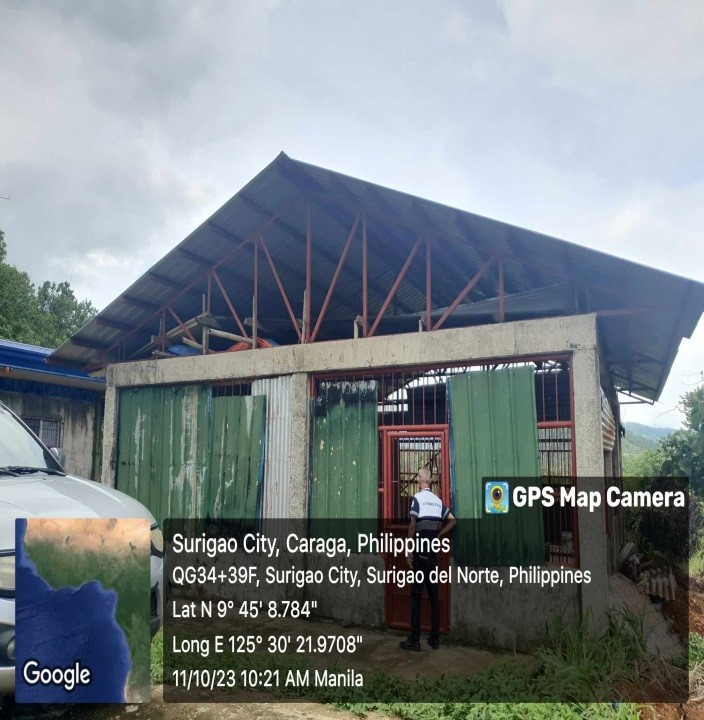 GPS Map Camera
Surigao City, Caraga, Philippines
QG34+39F, Surigao City, Surigao del Norte, Philippines
Lat N 9° 45' 8.784"
Long E 125° 30' 21.9708"
11/10/23 10:21 AM Manila
Google